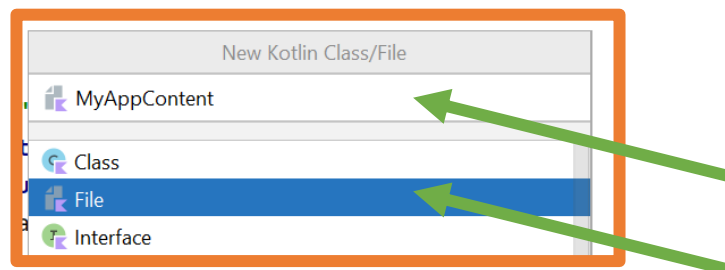 New Kotlin Class/File
MyAppContent
Class
File
Interface